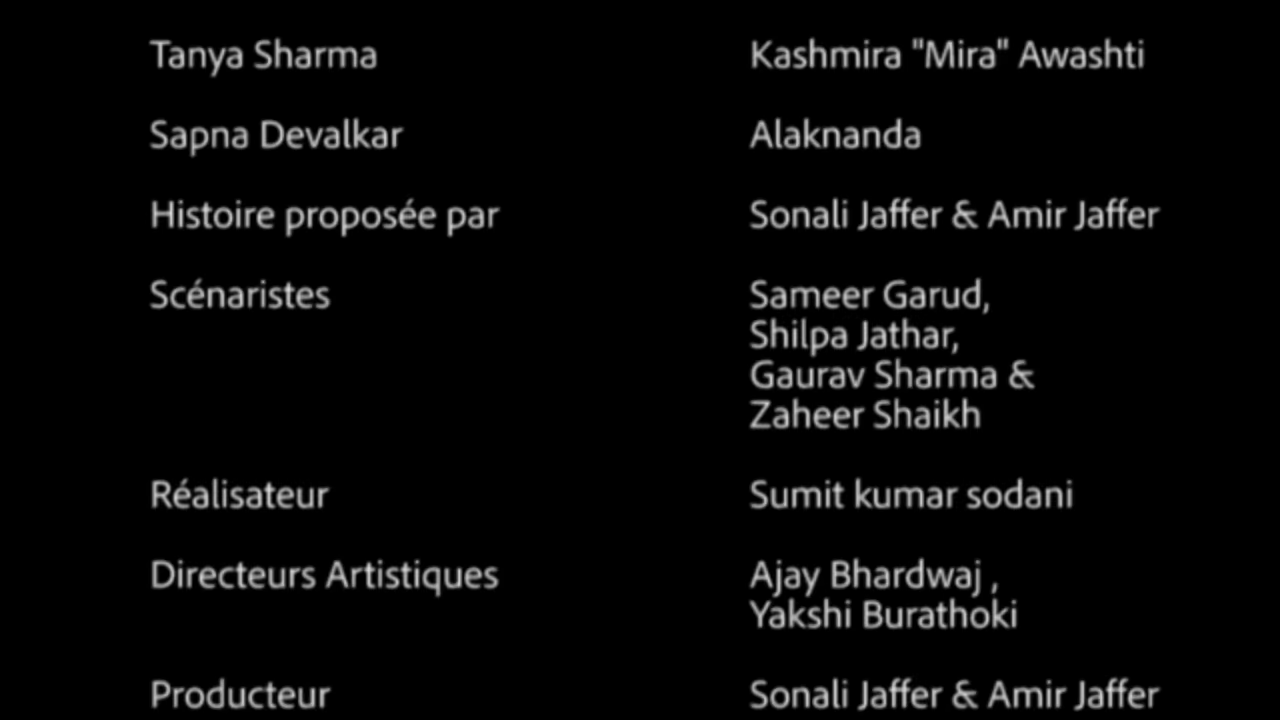 Tanya Sharma Kashmira "Mira" Awashti
Sapna Devalkar Alaknanda
Histoire proposée par Sonali Jaffer & Amir Jaffer
Scénaristes Sameer Garud,
Shilpa Jathar,
Gaurav Sharma &
Zaheer Shaikh
Réalisateur Sumit kumar sodani
Directeurs Artistiques Ajay Bhardwaj ,
Yakshi Burathoki
Producteur Sonali Jaffer & Amir Jaffer